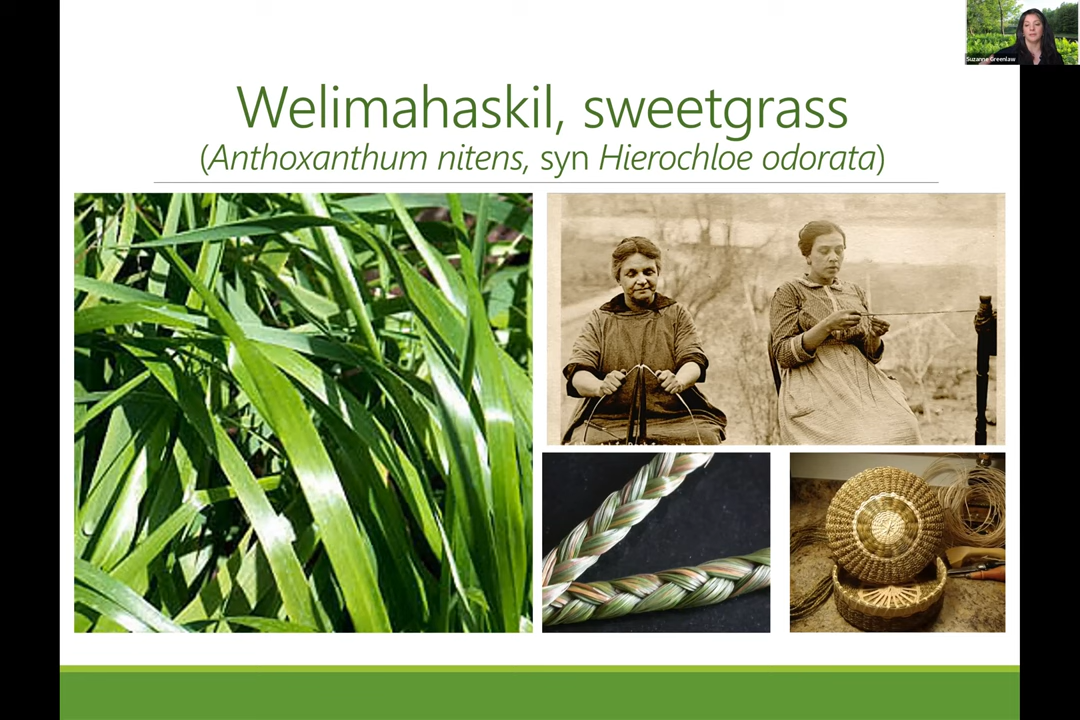 Suzanne Greenlaw
Welimahaskil, sweetgrass
(Anthoxanthum nitens, syn Hierochloe odorata)